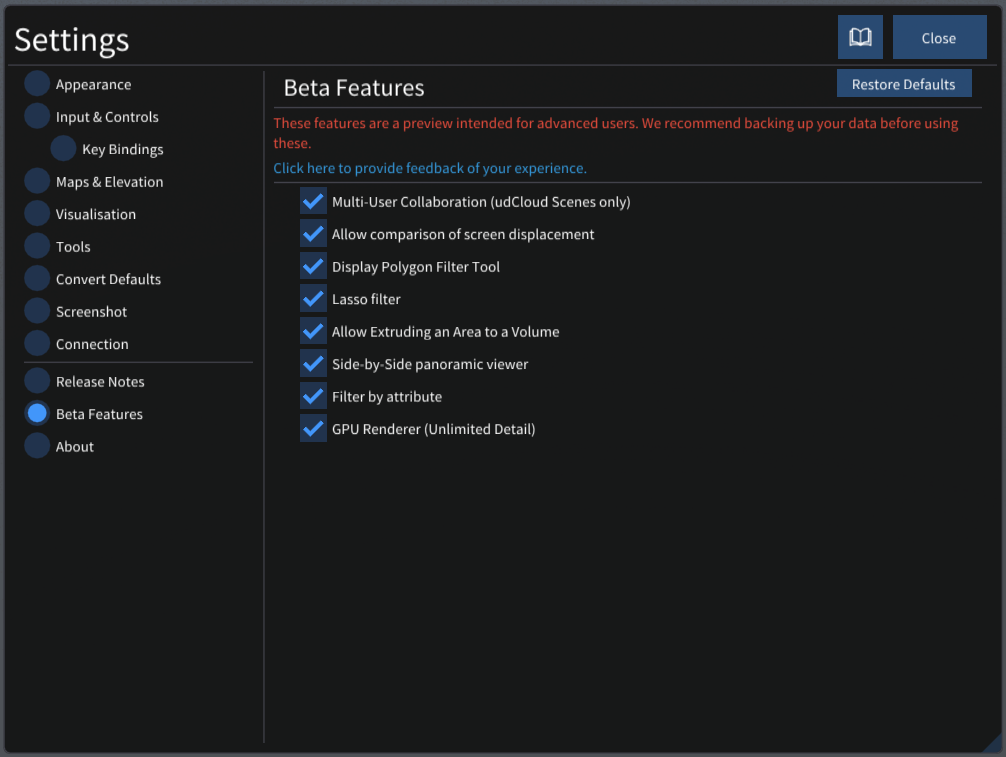 Settings
Close
Appearance
Input & Controls
Key Bindings
Maps & Elevation
Visualisation
Tools
Convert Defaults
Screenshot
Connection
Release Notes
Beta Features
About
Beta Features
Restore Defaults
These features are a preview intended for advanced users. We recommend backing up your data before using
these.
Click here to provide feedback of your experience.
Multi-User Collaboration (udCloud Scenes only)
Allow comparison of screen displacement
Display Polygon Filter Tool
Lasso filter
Allow Extruding an Area to a Volume
Side-by-Side panoramic viewer
Filter by attribute
GPU Renderer (Unlimited Detail)